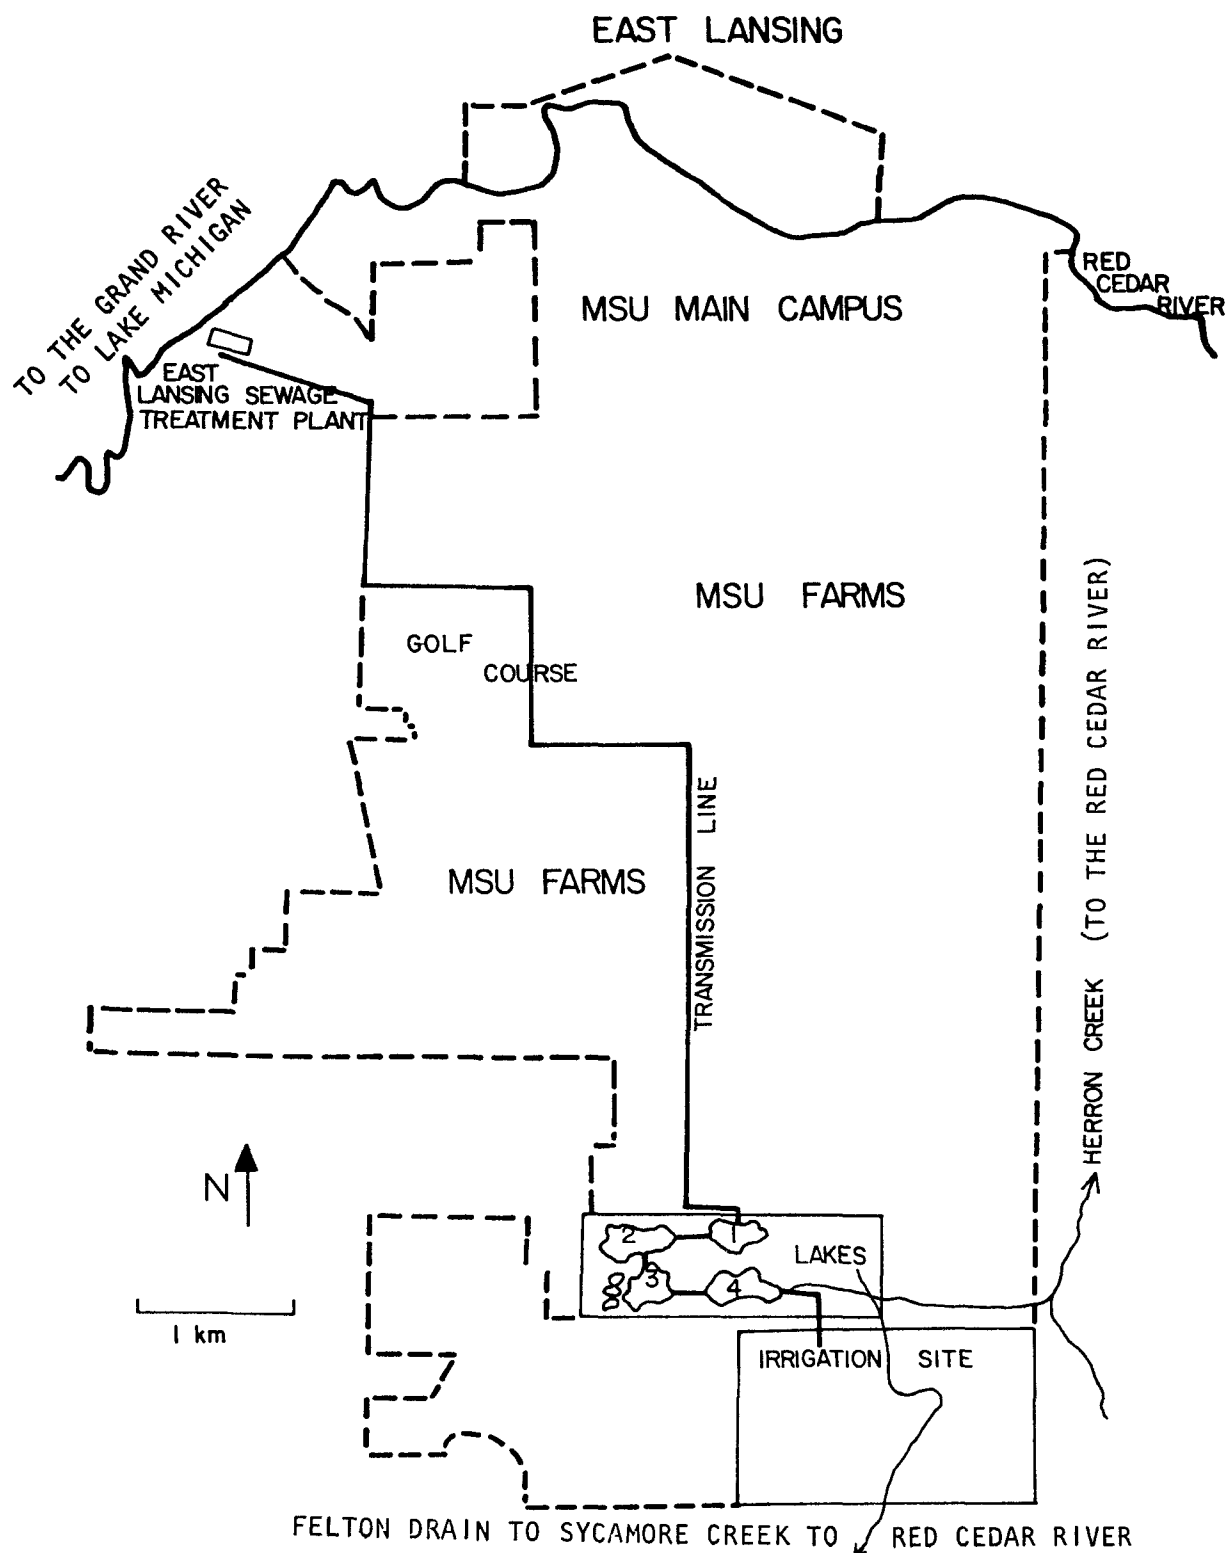 EAST LANSING
TO THE GRAND RIVER
TO LAKE MICHIGAN
RED
CEDAR
RIVER
MSU MAIN CAMPUS
EAST
LANSING SEWAGE
TREATMENT PLANT
MSU FARMS
GOLF
COURSE
HERRON CREEK (TO THE RED CEDAR RIVER)
TRANSMISSION LINE
MSU FARMS
N
1 km
2
1
3
4
LAKES
IRRIGATION SITE
FELTON DRAIN TO SYCAMORE CREEK TO RED CEDAR RIVER